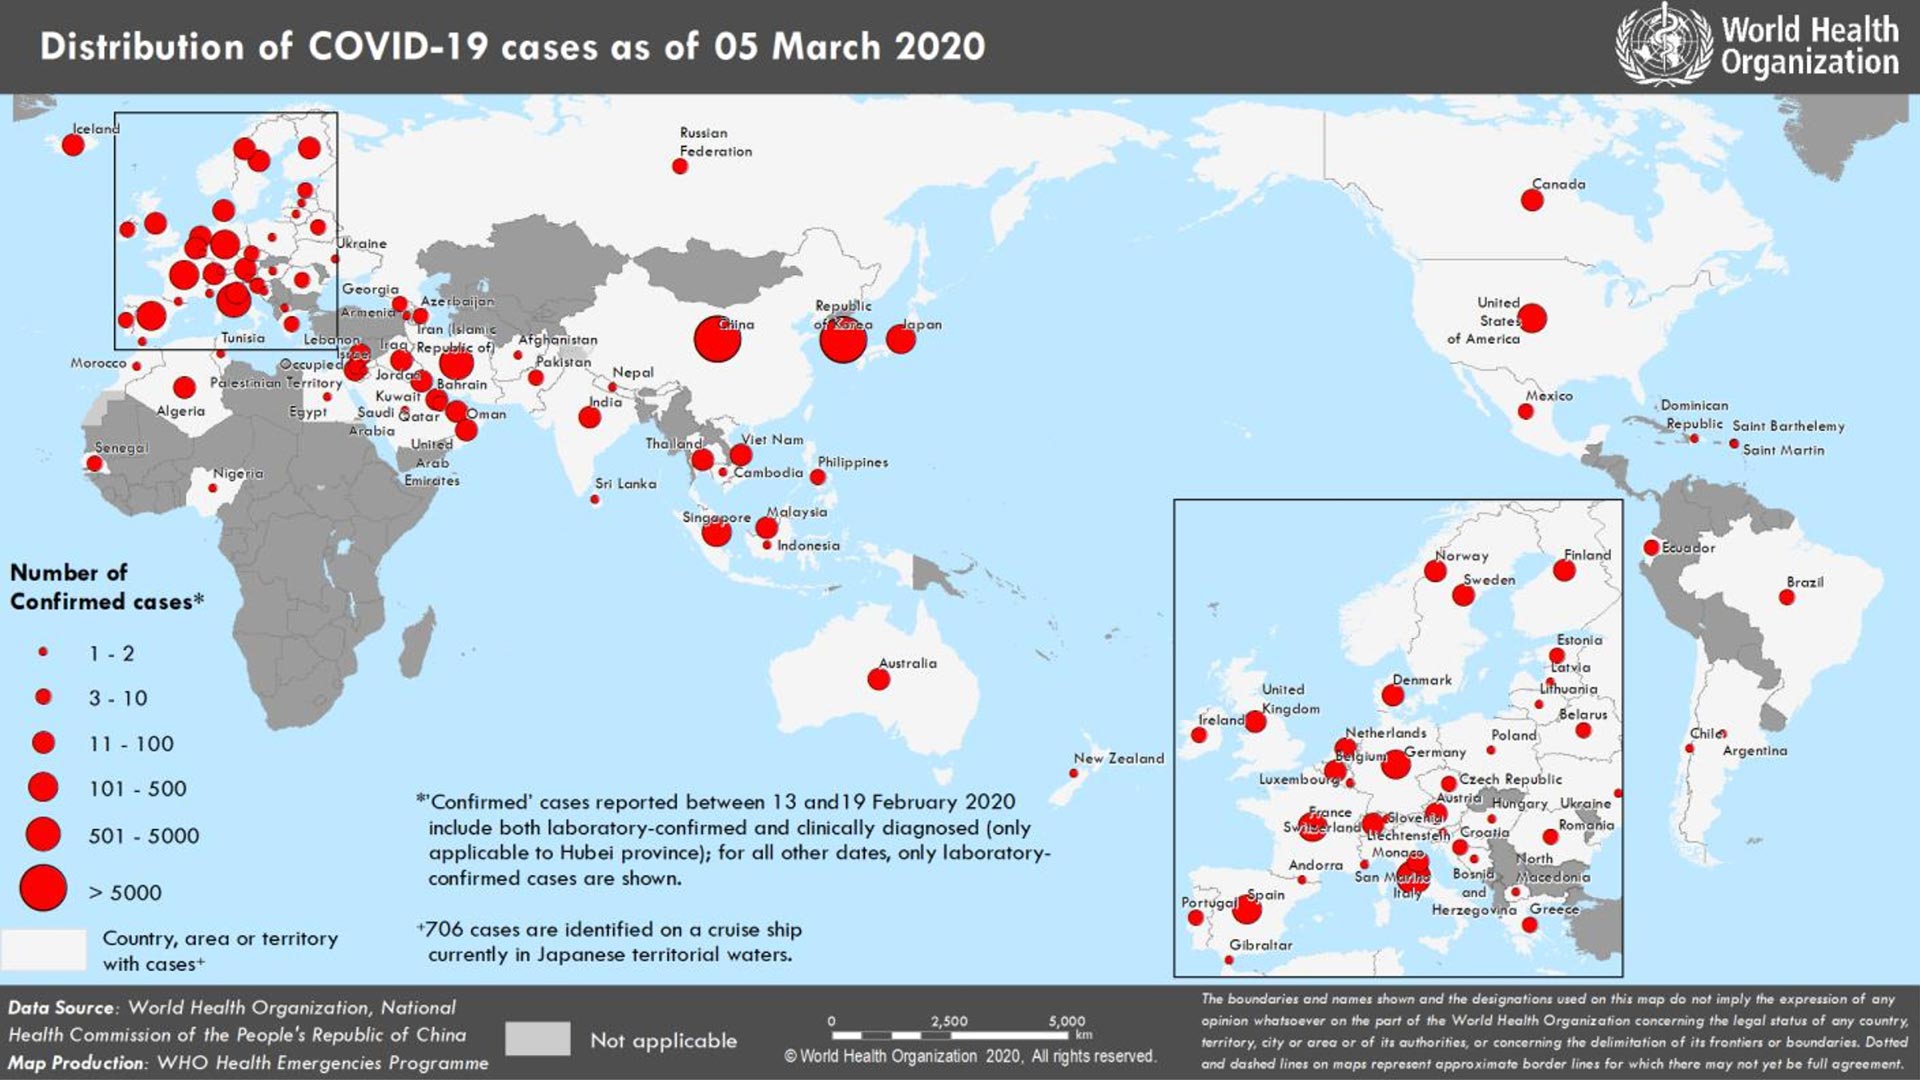 Distribution of COVID-19 cases as of 05 March 2020
World Health
Organization
Iceland
Russian
Federation
Canada
Ukraine
Georgia
Azerbaijan
Armenia
Iran (Islamic
Republic of)
Republic
of Korea
China
Japan
United
States
of America
Tunisia
Lebanon
Israel
Iraq
Afghanistan
Morocco
Occupied
Palestinian Territory
Jordan
Pakistan
Nepal
Bahrain
Kuwait
India
Mexico
Algeria
Egypt
Saudi
Arabia
Qatar
Oman
Dominican
Republic
Saint Barthelemy
Saint Martin
Senegal
Nigeria
United
Arab
Emirates
Thailand
Viet Nam
Cambodia
Philippines
Sri Lanka
Singapore
Malaysia
Indonesia
Ecuador
Brazil
Australia
New Zealand
Chile
Argentina
Norway
Finland
Sweden
Estonia
Latvia
Lithuania
Denmark
United
Kingdom
Ireland
Belarus
Netherlands
Belgium
Germany
Poland
Luxembourg
Czech Republic
Austria
Hungary
Ukraine
France
Switzerland
Slovenia
Liechtenstein
Croatia
Romania
Monaco
Andorra
San Marino
Italy
Bosnia
and
Herzegovina
North
Macedonia
Spain
Portugal
Greece
Gibraltar
Number of
Confirmed cases*
1 - 2
3 - 10
11 - 100
101 - 500
501 - 5000
> 5000
Country, area or territory
with cases+
*'Confirmed' cases reported between 13 and19 February 2020
include both laboratory-confirmed and clinically diagnosed (only
applicable to Hubei province); for all other dates, only laboratory-
confirmed cases are shown.
+706 cases are identified on a cruise ship
currently in Japanese territorial waters.
Data Source: World Health Organization, National
Health Commission of the People's Republic of China
Map Production: WHO Health Emergencies Programme
Not applicable
0 2,500 5,000
km
© World Health Organization 2020, All rights reserved.
The boundaries and names shown and the designations used on this map do not imply the expression of any
opinion whatsoever on the part of the World Health Organization concerning the legal status of any country,
territory, city or area or of its authorities, or concerning the delimitation of its frontiers or boundaries. Dotted
and dashed lines on maps represent approximate border lines for which there may not yet be full agreement.